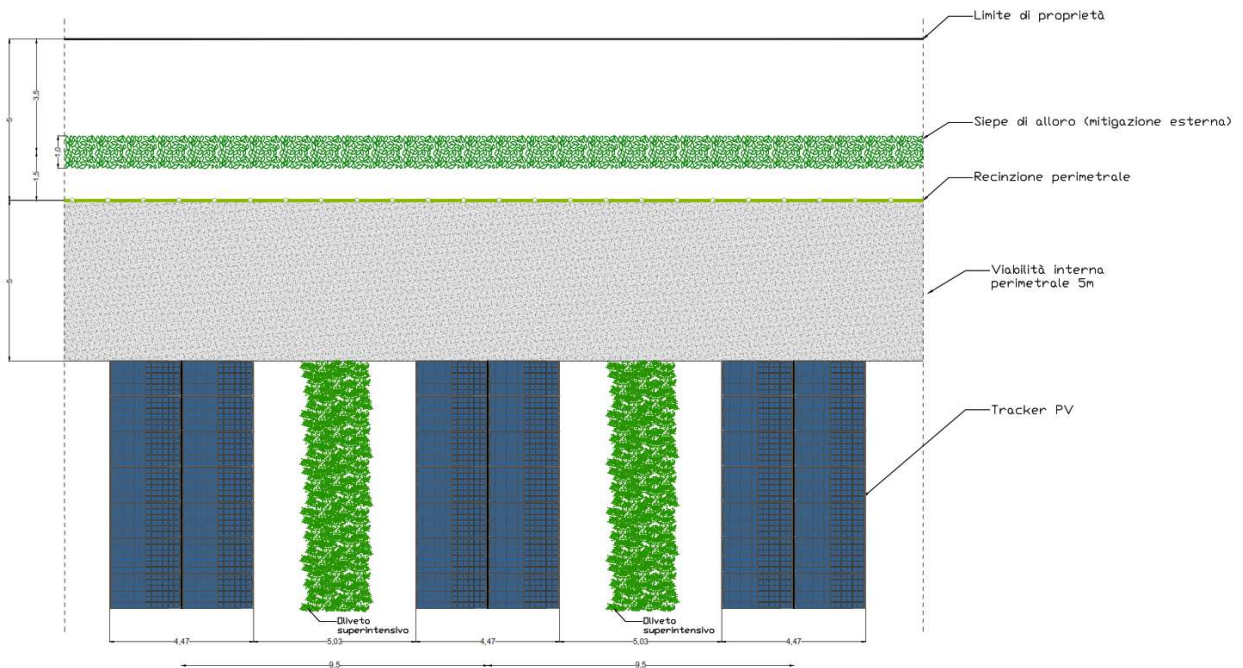 Limite di proprietà
3,5
5
Siepe di alloro (mitigazione esterna)
1,0
1,5
Recinzione perimetrale
5
Viabilità interna
perimetrale 5m
Tracker PV
Oliveto
superintensivo
Oliveto
superintensivo
4,47
5,03
4,47
5,03
4,47
9.5
9.5